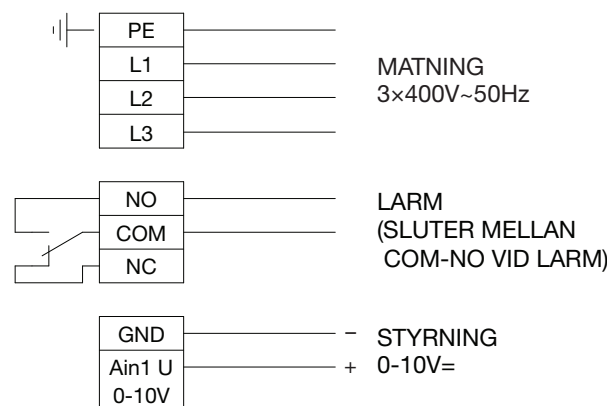 PE
L1
L2
L3
MATNING
3×400V~50Hz
NO
COM
NC
LARM
(SLUTER MELLAN
COM-NO VID LARM)
GND
Ain1 U
0-10V
−
+
STYRNING
0-10V=